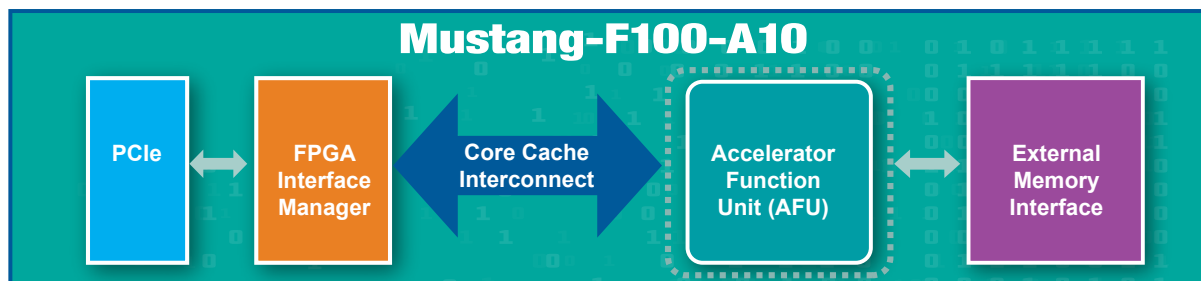 Mustang-F100-A10
PCIe
FPGA
Interface
Manager
Core Cache
Interconnect
Accelerator
Function
Unit (AFU)
External
Memory
Interface